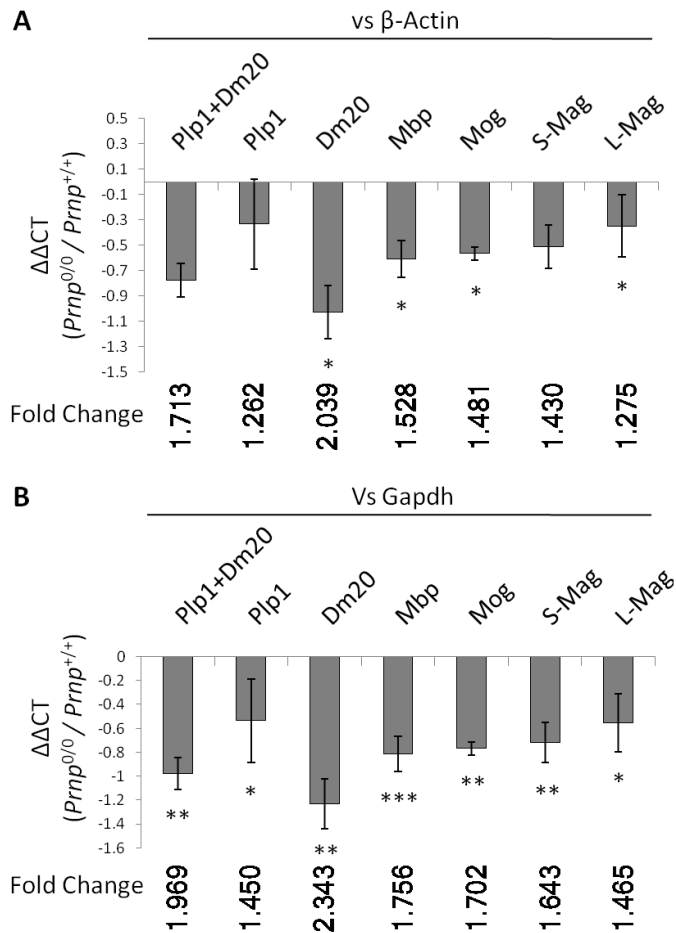 A
vs β-Actin
Plp1+Dm20 Plp1 Dm20 Mbp Mog S-Mag L-Mag
0.5
0.3
0.1
-0.1
-0.3
-0.5
-0.7
-0.9
-1.1
-1.3
-1.5
ΔΔCT
(Prnp0/0 / Prnp+/+)
* * * *
Fold Change 1.713 1.262 2.039 1.528 1.481 1.430 1.275
B
Vs Gapdh
Plp1+Dm20 Plp1 Dm20 Mbp Mog S-Mag L-Mag
0
-0.2
-0.4
-0.6
-0.8
-1
-1.2
-1.4
-1.6
ΔΔCT
(Prnp0/0 / Prnp+/+)
** * ** *** ** ** *
Fold Change 1.969 1.450 2.343 1.756 1.702 1.643 1.465